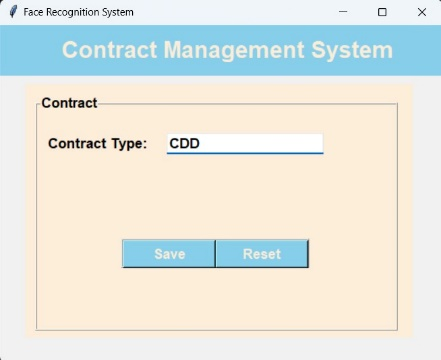 Face Recognition System
Contract Management System
Contract
Contract Type: CDD
Save Reset